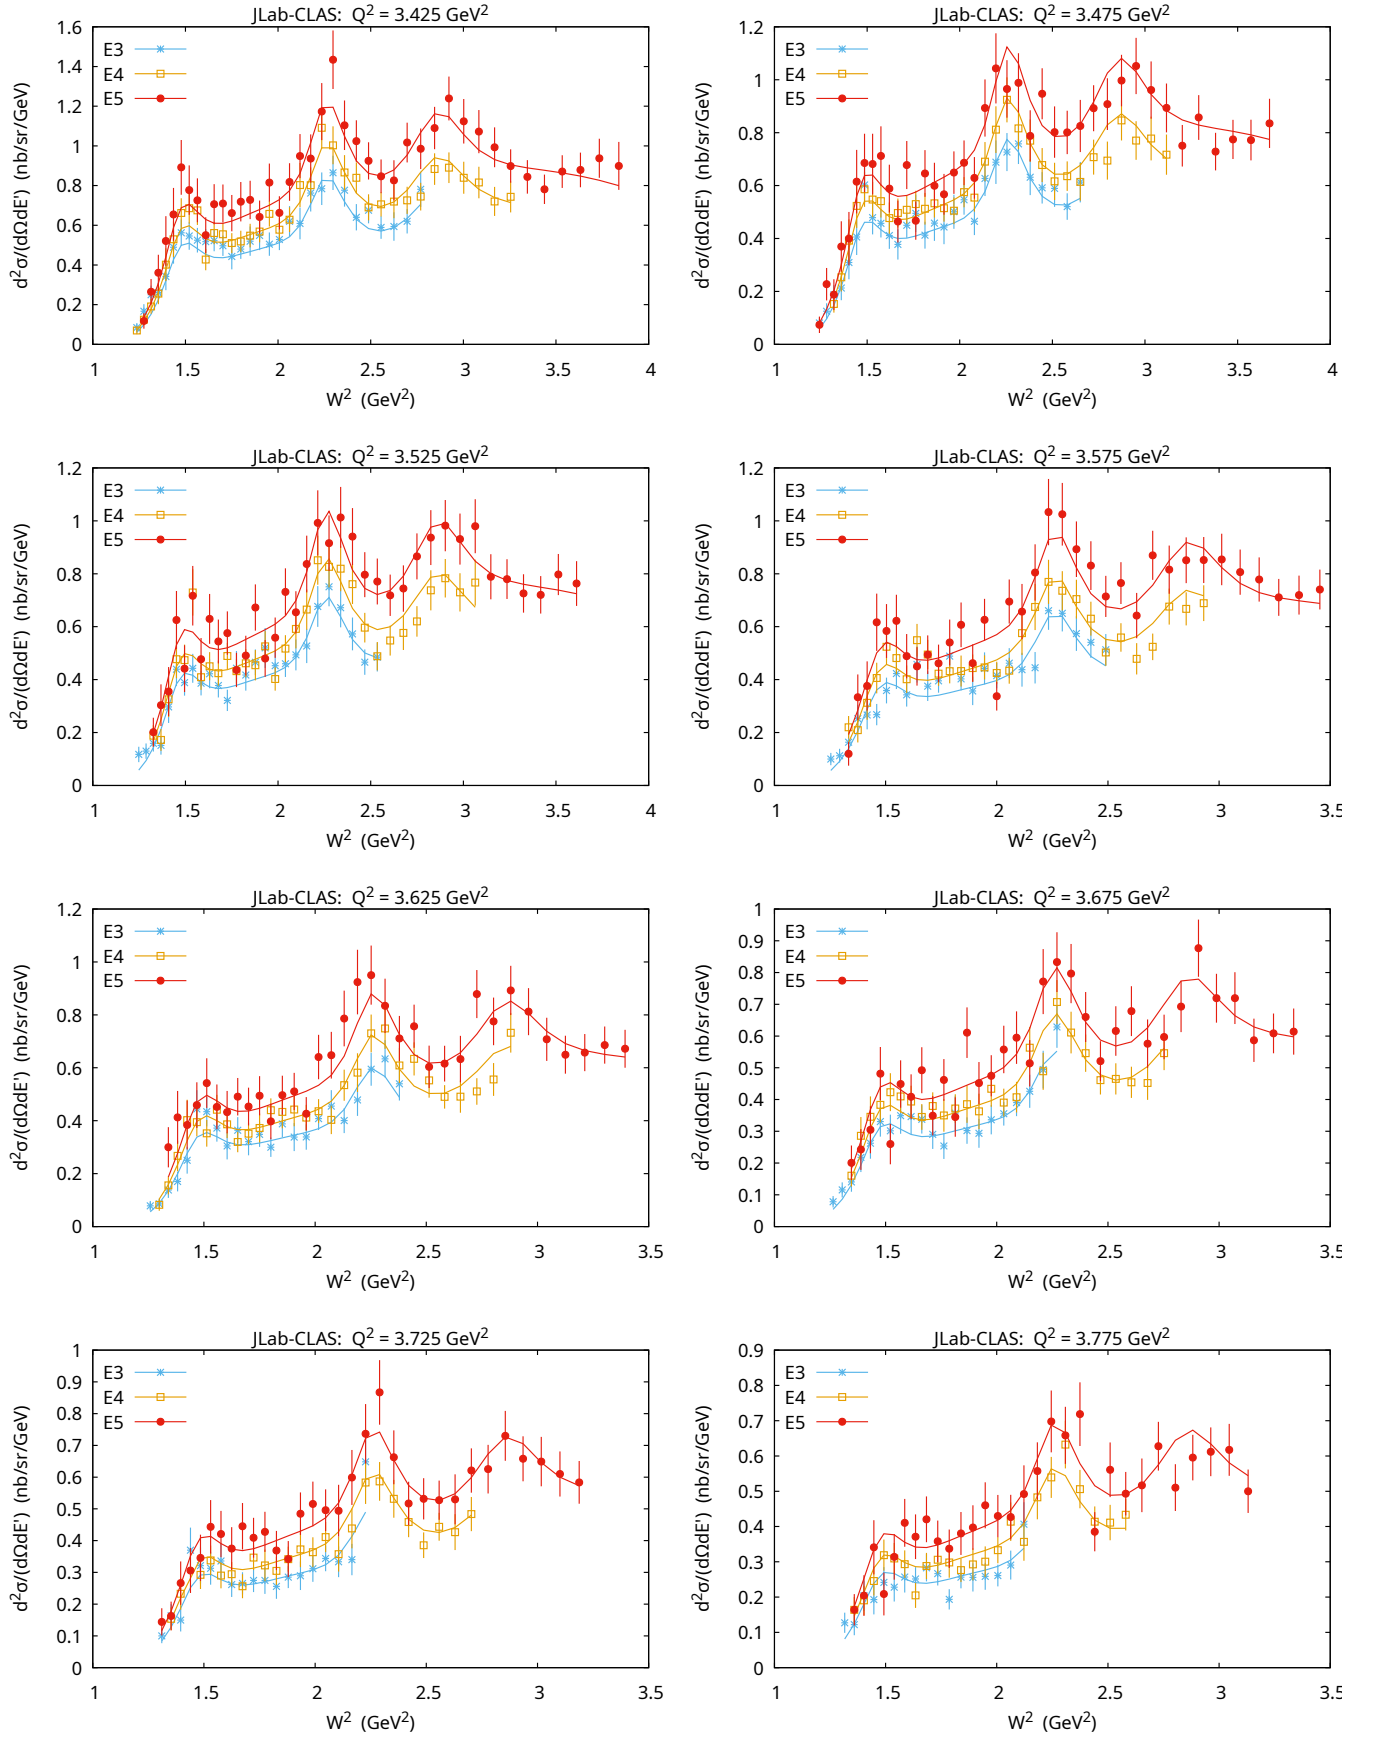 JLab-CLAS: Q² = 3.425 GeV²
E3
E4
E5
d²σ/(dΩdE') (nb/sr/GeV)
0
0.2
0.4
0.6
0.8
1
1.2
1.4
1.6
1 1.5 2 2.5 3 3.5 4
W² (GeV²)
JLab-CLAS: Q² = 3.475 GeV²
E3
E4
E5
d²σ/(dΩdE') (nb/sr/GeV)
0
0.2
0.4
0.6
0.8
1
1.2
1 1.5 2 2.5 3 3.5 4
W² (GeV²)
JLab-CLAS: Q² = 3.525 GeV²
E3
E4
E5
d²σ/(dΩdE') (nb/sr/GeV)
0
0.2
0.4
0.6
0.8
1
1.2
1 1.5 2 2.5 3 3.5 4
W² (GeV²)
JLab-CLAS: Q² = 3.575 GeV²
E3
E4
E5
d²σ/(dΩdE') (nb/sr/GeV)
0
0.2
0.4
0.6
0.8
1
1.2
1 1.5 2 2.5 3 3.5
W² (GeV²)
JLab-CLAS: Q² = 3.625 GeV²
E3
E4
E5
d²σ/(dΩdE') (nb/sr/GeV)
0
0.2
0.4
0.6
0.8
1
1.2
1 1.5 2 2.5 3 3.5
W² (GeV²)
JLab-CLAS: Q² = 3.675 GeV²
E3
E4
E5
d²σ/(dΩdE') (nb/sr/GeV)
0
0.1
0.2
0.3
0.4
0.5
0.6
0.7
0.8
0.9
1
1 1.5 2 2.5 3 3.5
W² (GeV²)
JLab-CLAS: Q² = 3.725 GeV²
E3
E4
E5
d²σ/(dΩdE') (nb/sr/GeV)
0
0.1
0.2
0.3
0.4
0.5
0.6
0.7
0.8
0.9
1
1 1.5 2 2.5 3 3.5
W² (GeV²)
JLab-CLAS: Q² = 3.775 GeV²
E3
E4
E5
d²σ/(dΩdE') (nb/sr/GeV)
0
0.1
0.2
0.3
0.4
0.5
0.6
0.7
0.8
0.9
1 1.5 2 2.5 3 3.5
W² (GeV²)